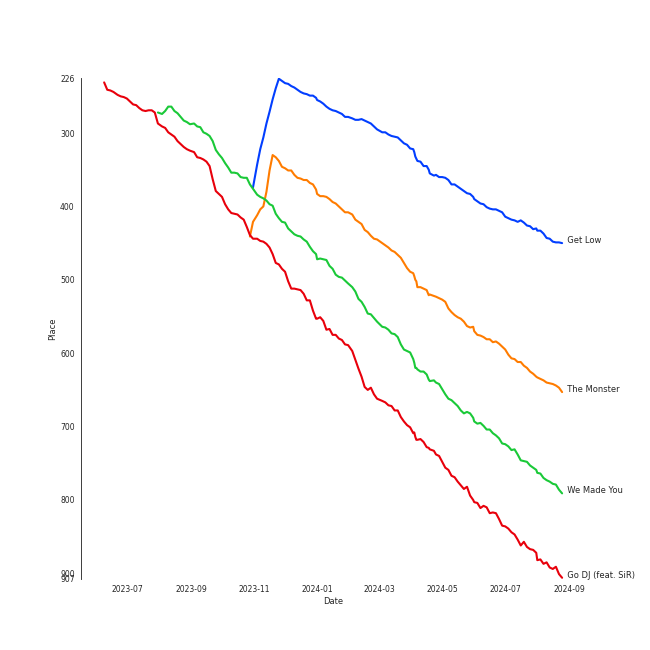 226
300
400
500
600
700
800
900
907
Place
2023-07
2023-09
2023-11
2024-01
2024-03
2024-05
2024-07
2024-09
Date
Get Low
The Monster
We Made You
Go DJ (feat. SiR)